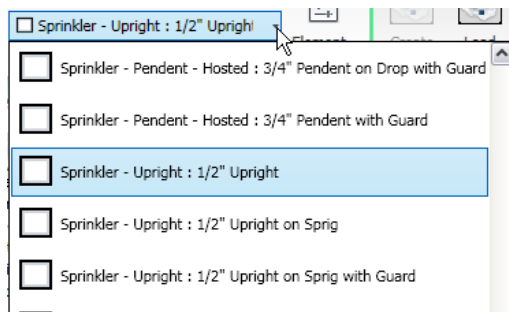 Sprinkler - Upright : 1/2" Upright
Element
Create
Load
Sprinkler - Pendent - Hosted : 3/4" Pendent on Drop with Guard
Sprinkler - Pendent - Hosted : 3/4" Pendent with Guard
Sprinkler - Upright : 1/2" Upright
Sprinkler - Upright : 1/2" Upright on Sprig
Sprinkler - Upright : 1/2" Upright on Sprig with Guard